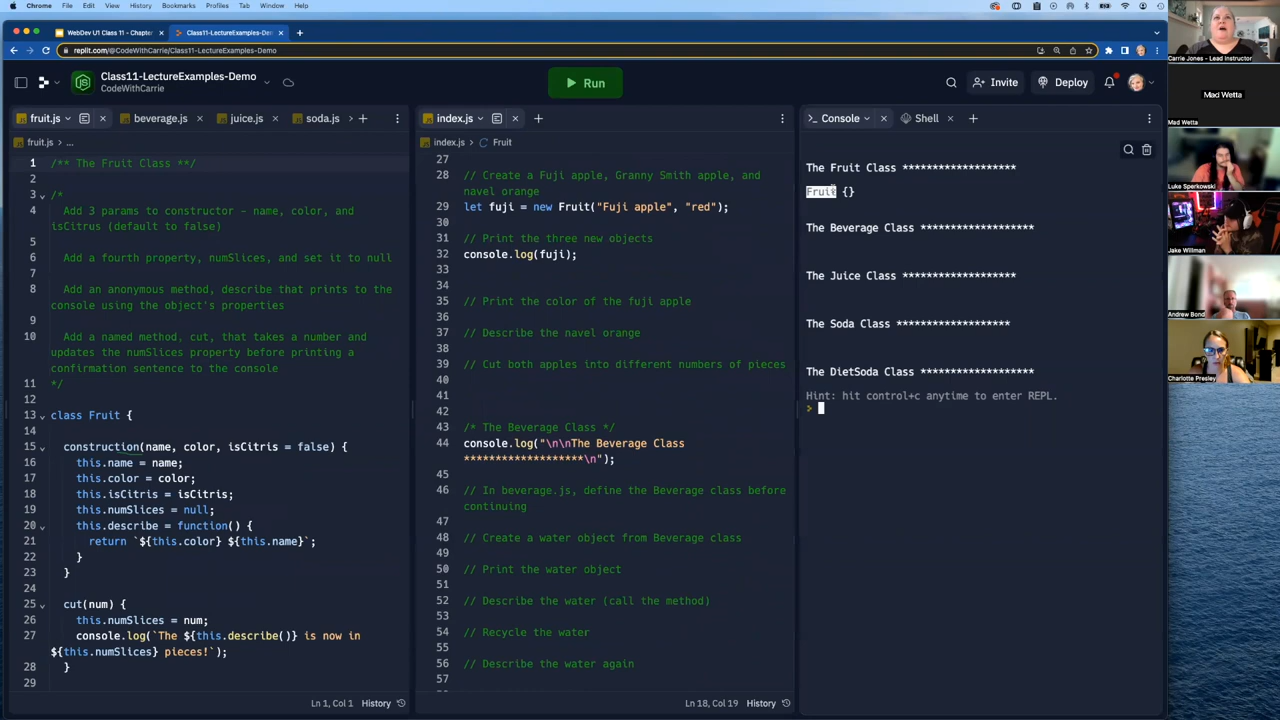 Chrome File Edit View History Bookmarks Profiles Tab Window Help
WebDev U1 Class 11 - Chapter
Class11-LectureExamples-Dem
replit.com/@CodeWithCarrie/Class11-LectureExamples-Demo
Class11-LectureExamples-Demo
CodeWithCarrie
Run
Invite
Deploy
fruit.js
beverage.js
juice.js
soda.js
fruit.js > ...
1 /** The Fruit Class **/
2
3 /*
4 Add 3 params to constructor - name, color, and
isCitrus (default to false)
5
6 Add a fourth property, numSlices, and set it to null
7
8 Add an anonymous method, describe that prints to the
console using the object's properties
9
10 Add a named method, cut, that takes a number and
updates the numSlices property before printing a
confirmation sentence to the console
11 */
12
13 class Fruit {
14
15 construction(name, color, isCitris = false) {
16 this.name = name;
17 this.color = color;
18 this.isCitris = isCitris;
19 this.numSlices = null;
20 this.describe = function() {
21 return `${this.color} ${this.name}`;
22 }
23 }
24
25 cut(num) {
26 this.numSlices = num;
27 console.log(`The ${this.describe()} is now in
${this.numSlices} pieces!`);
28 }
29
Ln 1, Col 1 History
index.js
index.js > Fruit
27
28 // Create a Fuji apple, Granny Smith apple, and
navel orange
29 let fuji = new Fruit("Fuji apple", "red");
30
31 // Print the three new objects
32 console.log(fuji);
33
34
35 // Print the color of the fuji apple
36
37 // Describe the navel orange
38
39 // Cut both apples into different numbers of pieces
40
41
42
43 /* The Beverage Class */
44 console.log("\n\nThe Beverage Class
*******************\n");
45
46 // In beverage.js, define the Beverage class before
continuing
47
48 // Create a water object from Beverage class
49
50 // Print the water object
51
52 // Describe the water (call the method)
53
54 // Recycle the water
55
56 // Describe the water again
57
Ln 18, Col 19 History
Console
Shell
The Fruit Class *******************
Fruit {}
The Beverage Class *******************
The Juice Class *******************
The Soda Class *******************
The DietSoda Class *******************
Hint: hit control+c anytime to enter REPL.
>
Carrie Jones - Lead Instructor
Mad Wetta
Mad Wetta
Luke Sperkowski
Jake Willman
Andrew Bond
Charlotte Presley